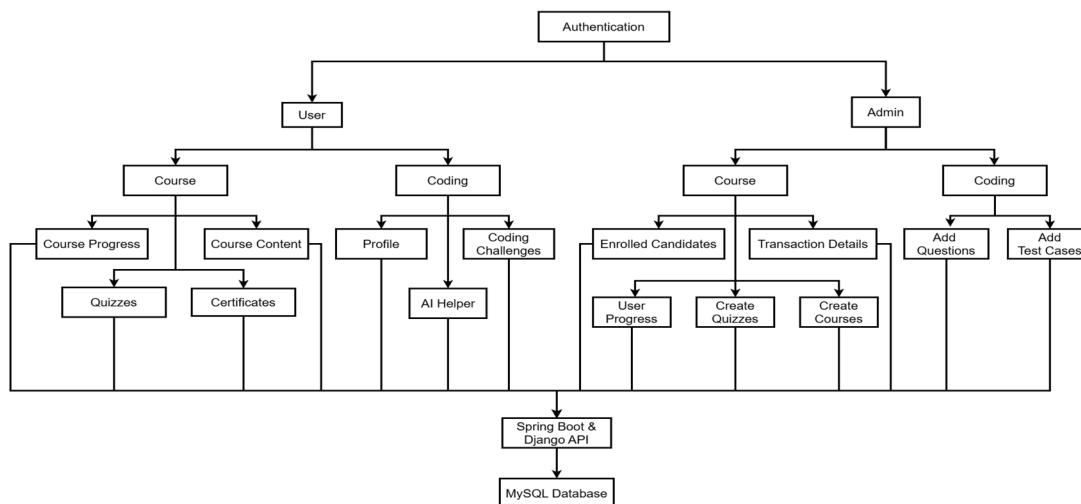 Authentication
User
Admin
Course
Coding
Course
Coding
Course Progress
Course Content
Profile
Coding
Challenges
Enrolled Candidates
Transaction Details
Add
Questions
Add
Test Cases
Quizzes
Certificates
AI Helper
User
Progress
Create
Quizzes
Create
Courses
Spring Boot &
Django API
MySQL Database